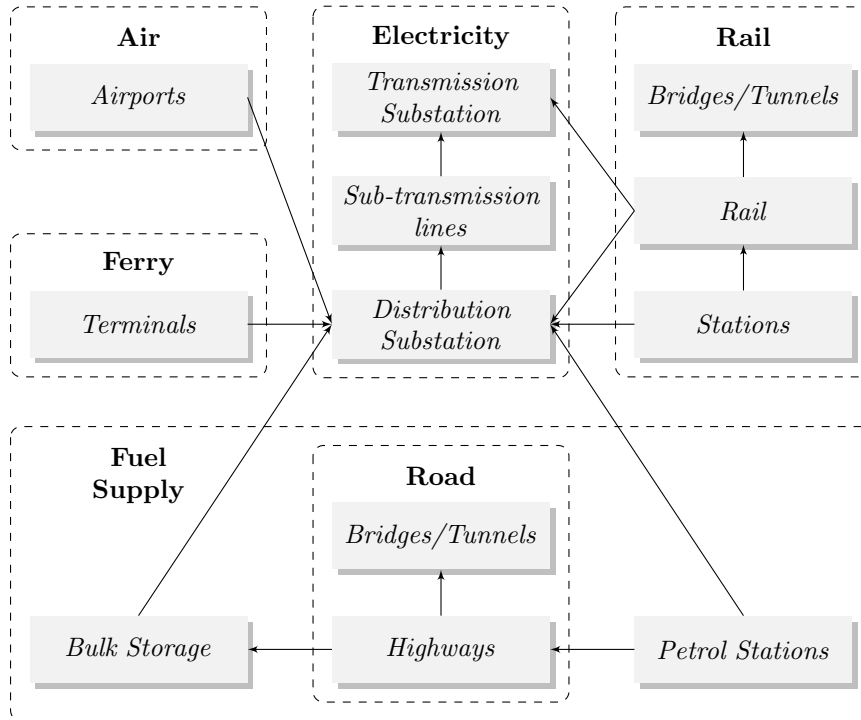 Air
Airports
Electricity
Transmission
Substation
Sub-transmission
lines
Distribution
Substation
Rail
Bridges/Tunnels
Rail
Stations
Ferry
Terminals
Fuel
Supply
Road
Bridges/Tunnels
Bulk Storage
Highways
Petrol Stations